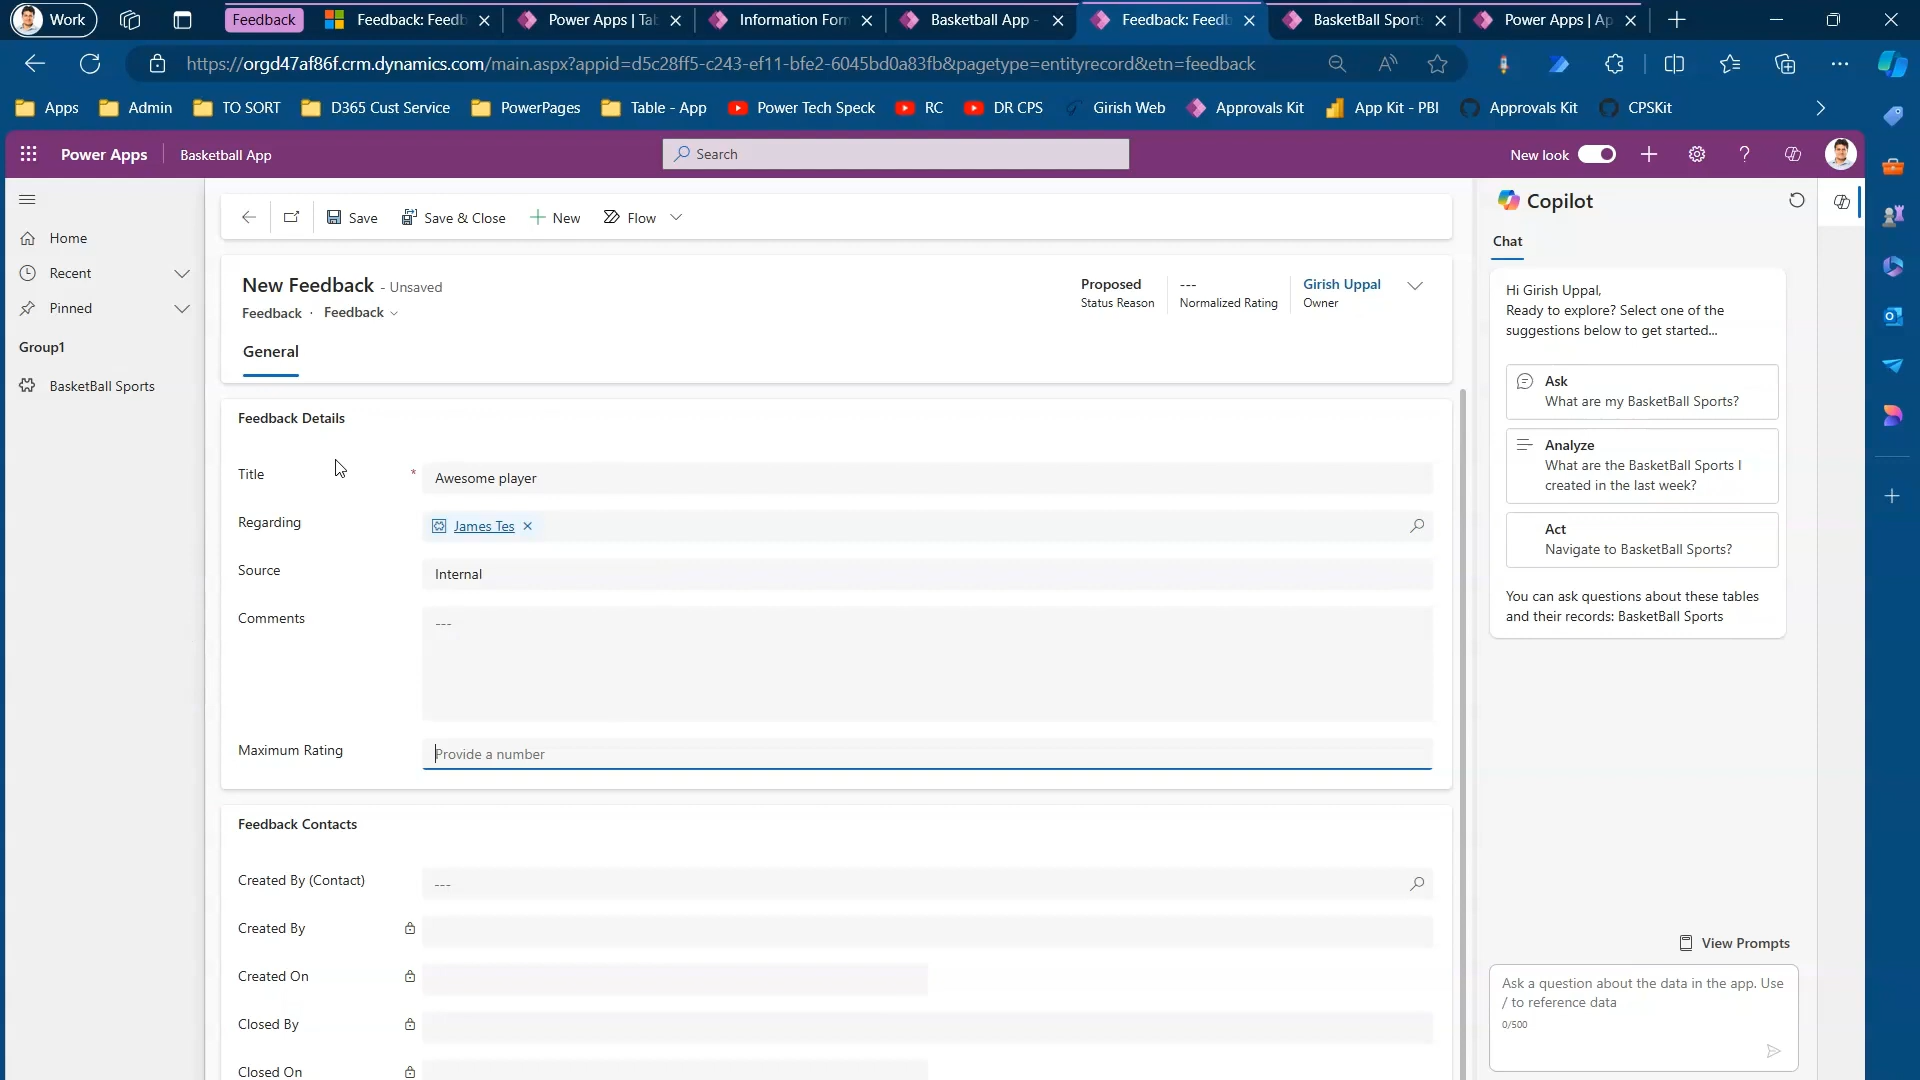 Work
Feedback
Feedback: Feedb
Power Apps | Tab
Information Forn
Basketball App -
Feedback: Feedb
BasketBall Sports
Power Apps | Ap
https://orgd47af86f.crm.dynamics.com/main.aspx?appid=d5c28ff5-c243-ef11-bfe2-6045bd0a83fb&pagetype=entityrecord&etn=feedback
Apps
Admin
TO SORT
D365 Cust Service
PowerPages
Table - App
Power Tech Speck
RC
DR CPS
Girish Web
Approvals Kit
App Kit - PBI
Approvals Kit
CPSKit
Power Apps
Basketball App
Search
New look
Home
Recent
Pinned
Group1
BasketBall Sports
Save
Save & Close
New
Flow
New Feedback - Unsaved
Feedback · Feedback
Proposed
Status Reason
---
Normalized Rating
Girish Uppal
Owner
General
Feedback Details
Title
*
Awesome player
Regarding
James Tes
Source
Internal
Comments
---
Maximum Rating
Provide a number
Feedback Contacts
Created By (Contact)
---
Created By
Created On
Closed By
Closed On
Copilot
Chat
Hi Girish Uppal,
Ready to explore? Select one of the
suggestions below to get started...
Ask
What are my BasketBall Sports?
Analyze
What are the BasketBall Sports I
created in the last week?
Act
Navigate to BasketBall Sports?
You can ask questions about these tables
and their records: BasketBall Sports
View Prompts
Ask a question about the data in the app. Use
/ to reference data
0/500